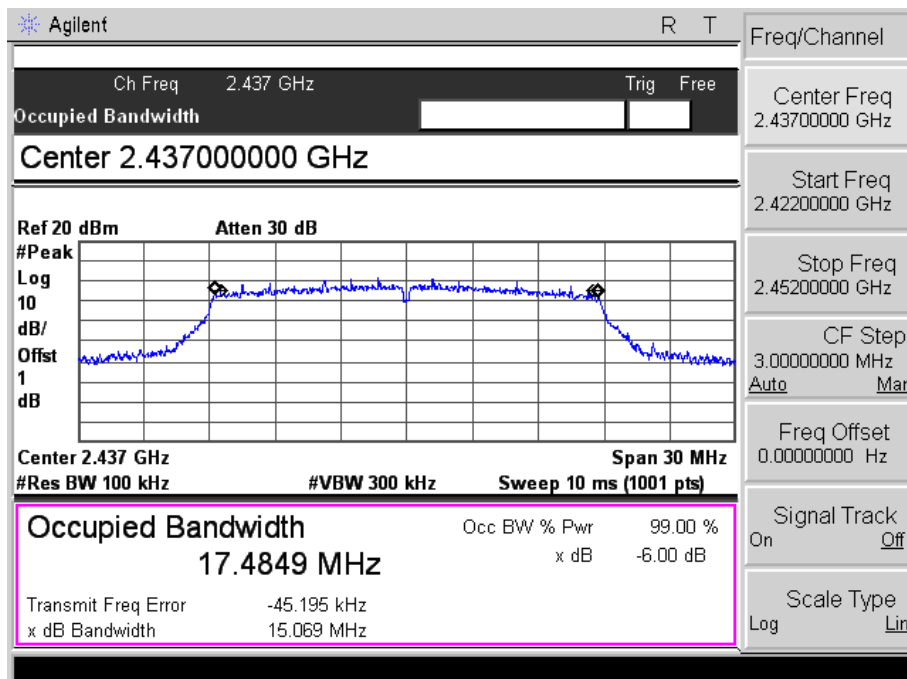 Agilent R T
Ch Freq 2.437 GHz Trig Free
Occupied Bandwidth
Center 2.437000000 GHz
Ref 20 dBm Atten 30 dB
#Peak
Log
10
dB/
Offst
1
dB
Center 2.437 GHz Span 30 MHz
#Res BW 100 kHz #VBW 300 kHz Sweep 10 ms (1001 pts)
Occupied Bandwidth
17.4849 MHz
Occ BW % Pwr 99.00 %
x dB -6.00 dB
Transmit Freq Error -45.195 kHz
x dB Bandwidth 15.069 MHz
Freq/Channel
Center Freq
2.43700000 GHz
Start Freq
2.42200000 GHz
Stop Freq
2.45200000 GHz
CF Step
3.00000000 MHz
Auto Man
Freq Offset
0.00000000 Hz
Signal Track
On Off
Scale Type
Log Lin